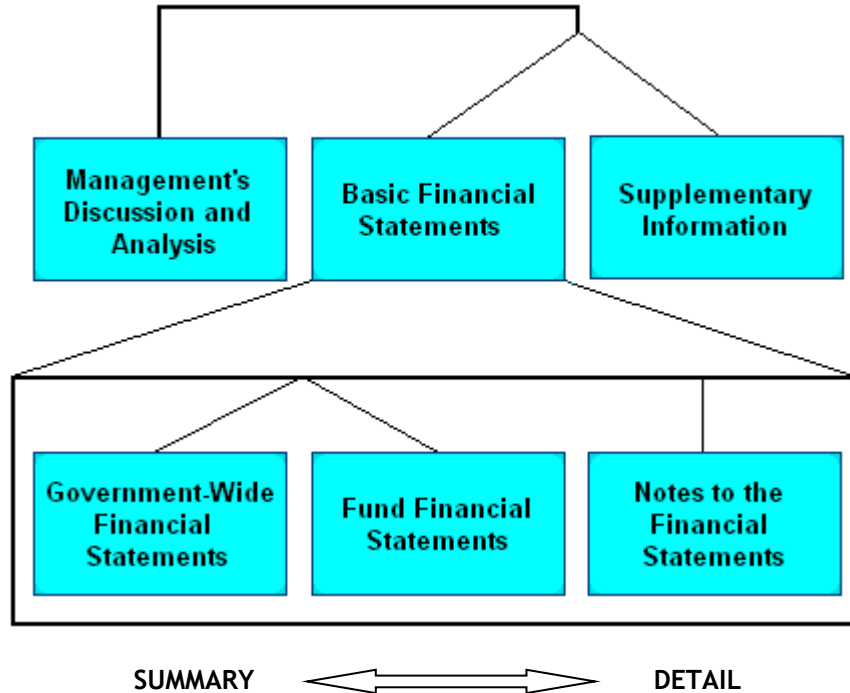 Management's
Discussion and
Analysis
Basic Financial
Statements
Supplementary
Information
Government-Wide
Financial
Statements
Fund Financial
Statements
Notes to the
Financial
Statements
SUMMARY
DETAIL